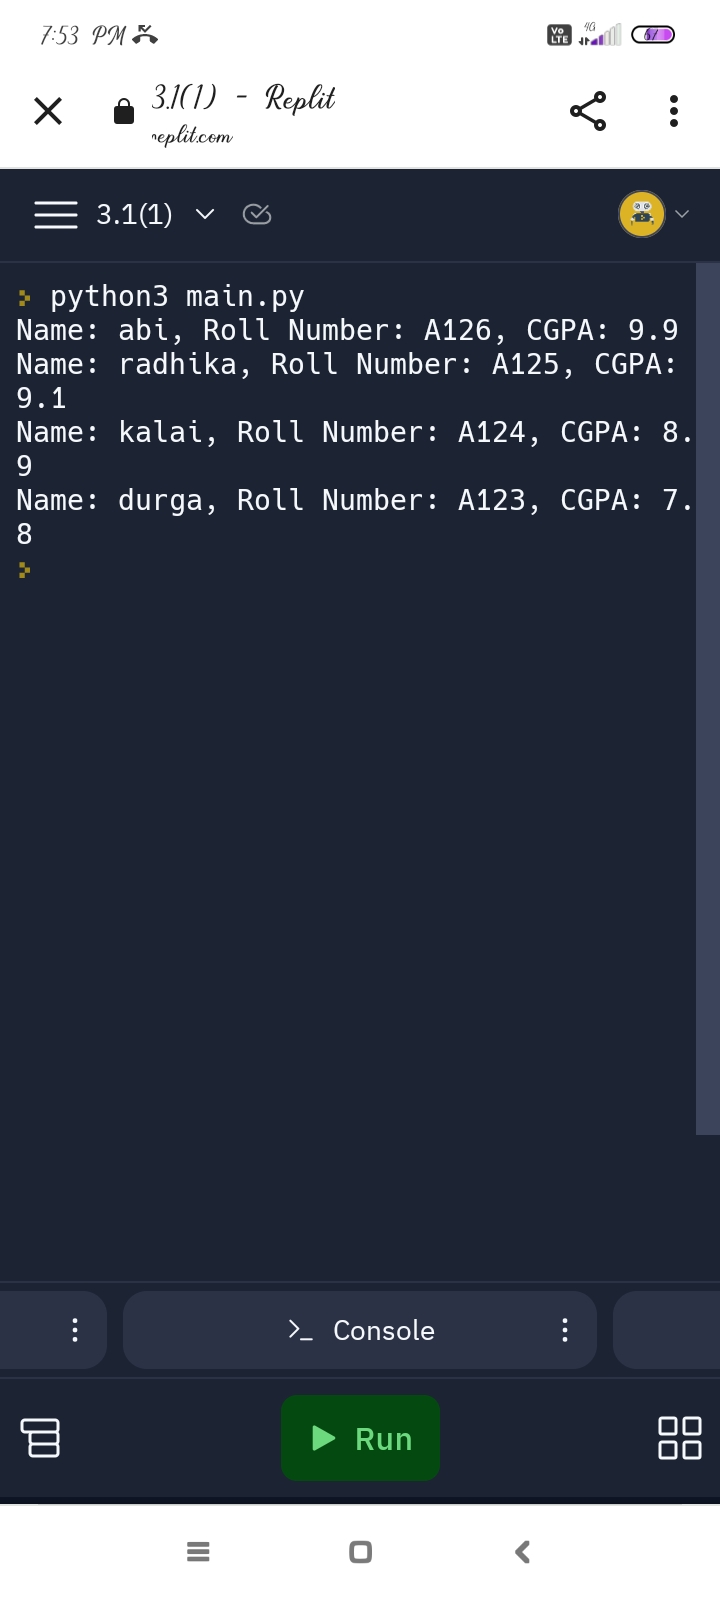 7:53 PM
Vo LTE 4G 67
3.1(1) - Replit
replit.com
3.1(1)
python3 main.py
Name: abi, Roll Number: A126, CGPA: 9.9
Name: radhika, Roll Number: A125, CGPA:
9.1
Name: kalai, Roll Number: A124, CGPA: 8.
9
Name: durga, Roll Number: A123, CGPA: 7.
8
Console
Run